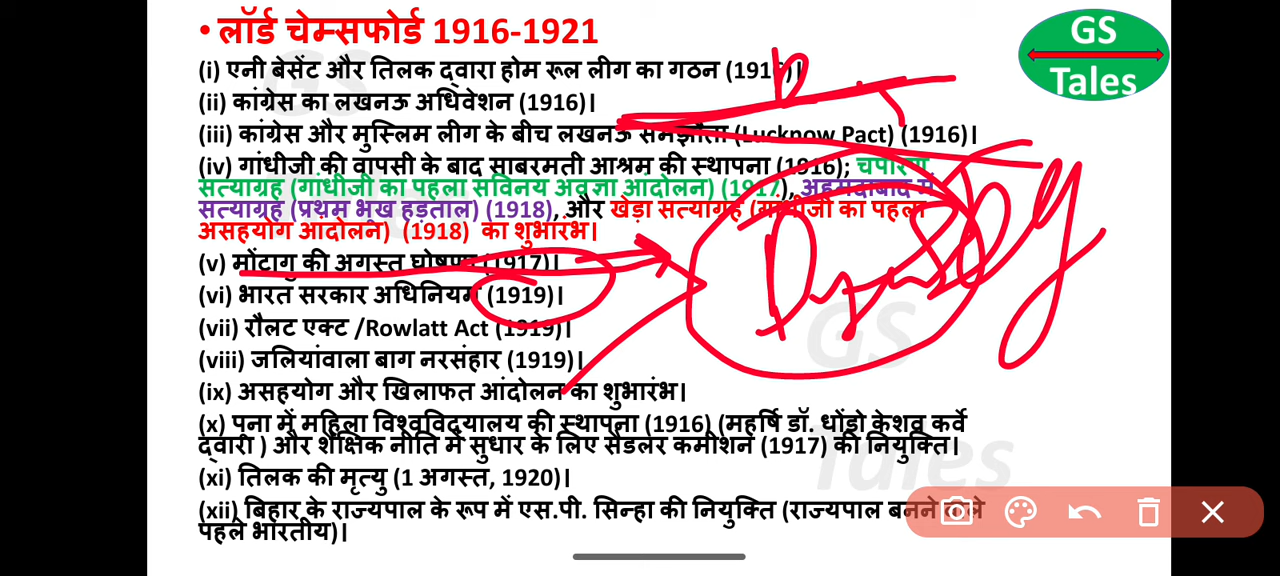 • लॉर्ड चेम्सफोर्ड 1916-1921
GS
Tales
(i) एनी बेसेंट और तिलक द्वारा होम रूल लीग का गठन
(ii) कांग्रेस का लखनऊ अधिवेशन (1916)।
(iii) कांग्रेस और मुस्लिम लीग के बीच लखनऊ समझौता (Lucknow Pact) (1916)।
(iv) गांधीजी की वापसी के बाद साबरमती आश्रम की स्थापना (1916);
सत्याग्रह (गांधीजी का पहला सविनय अवज्ञा आंदोलन) (1917), अहमदाबाद में
सत्याग्रह (प्रथम भूख हड़ताल) (1918), और खेड़ा सत्याग्रह (गांधीजी का पहला
असहयोग आंदोलन) (1918) का शुभारंभ।
(v) मोंटागु की अगस्त घोषणा (1917)।
(vi) भारत सरकार अधिनियम (1919)।
(vii) रौलट एक्ट /Rowlatt Act (1919)।
(viii) जलियांवाला बाग नरसंहार (1919)।
(ix) असहयोग और खिलाफत आंदोलन का शुभारंभ।
(x) पूना में महिला विश्वविद्यालय की स्थापना (1916) (महर्षि डॉ. धोंडो केशव कर्वे
द्वारा ) और शैक्षिक नीति में सुधार के लिए सैडलर कमीशन (1917) की नियुक्ति।
(xi) तिलक की मृत्यु (1 अगस्त, 1920)।
(xii) बिहार के राज्यपाल के रूप में एस.पी. सिन्हा की नियुक्ति (राज्यपाल बनने वाले
पहले भारतीय)।
GS
Tales